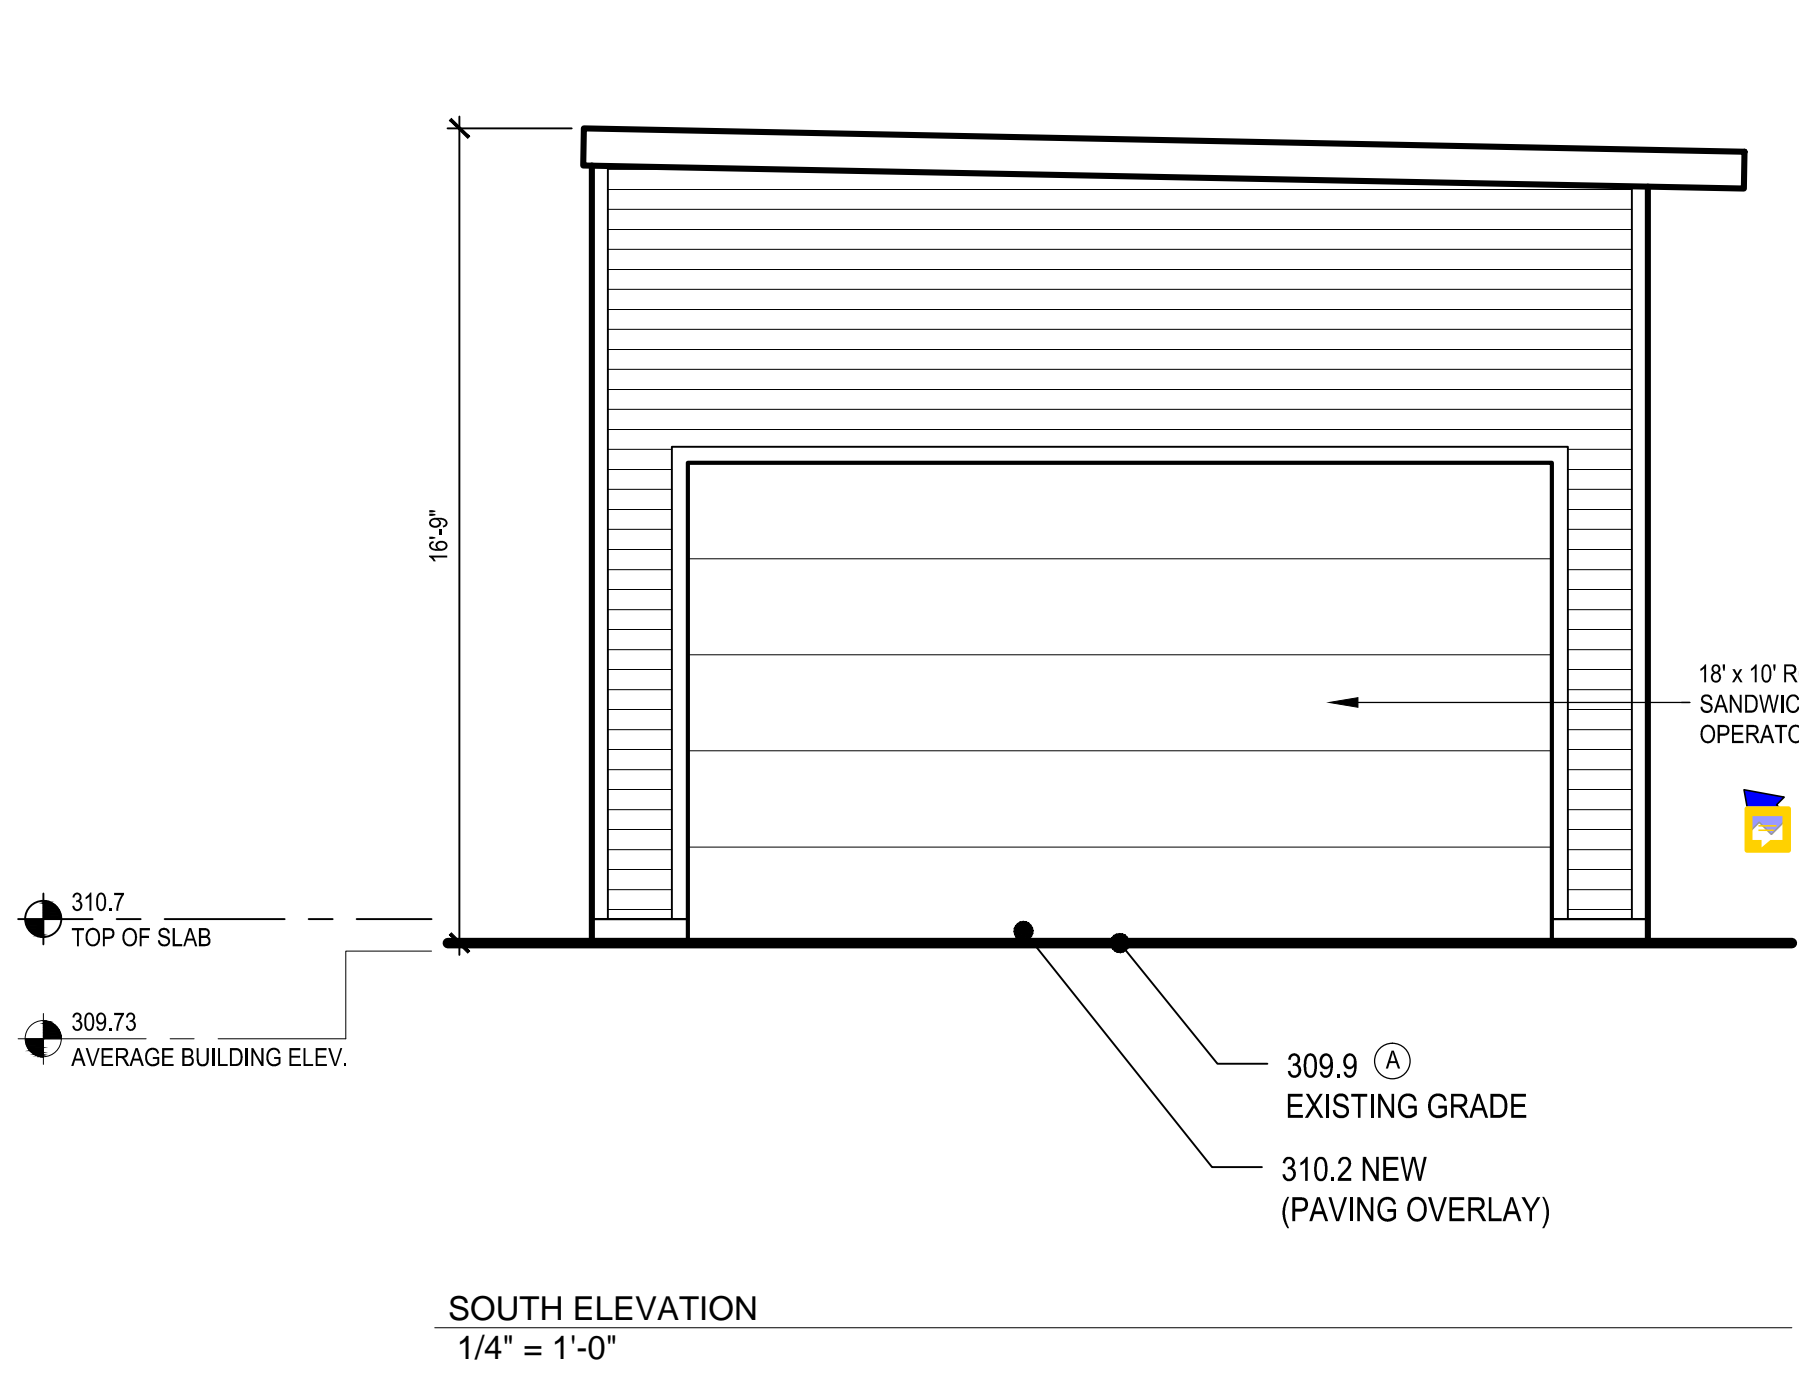 16'-9"
18' x 10' R
SANDWIC
OPERATO
310.7
TOP OF SLAB
309.73
AVERAGE BUILDING ELEV.
309.9 A
EXISTING GRADE
310.2 NEW
(PAVING OVERLAY)
SOUTH ELEVATION
1/4" = 1'-0"